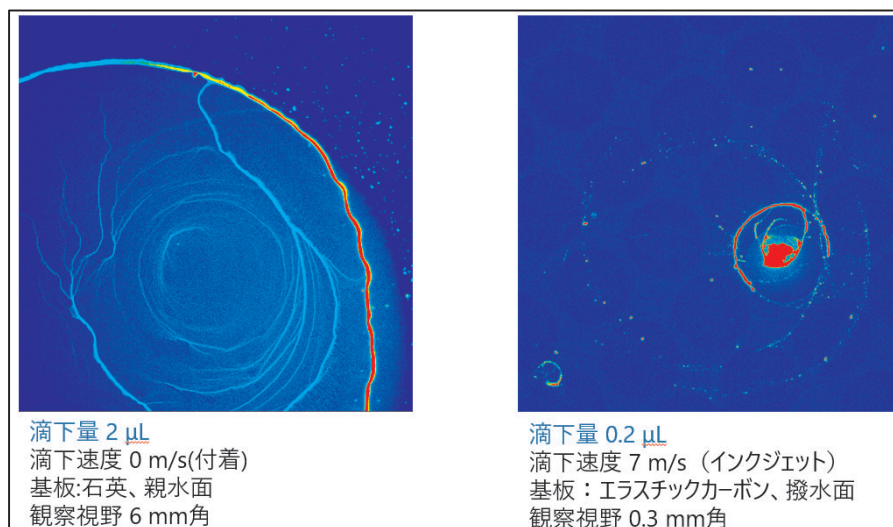 滴下量 2 μL
滴下速度 0 m/s(付着)
基板:石英、親水面
観察視野 6 mm角
滴下量 0.2 μL
滴下速度 7 m/s（インクジェット）
基板：エラスチックカーボン、撥水面
観察視野 0.3 mm角